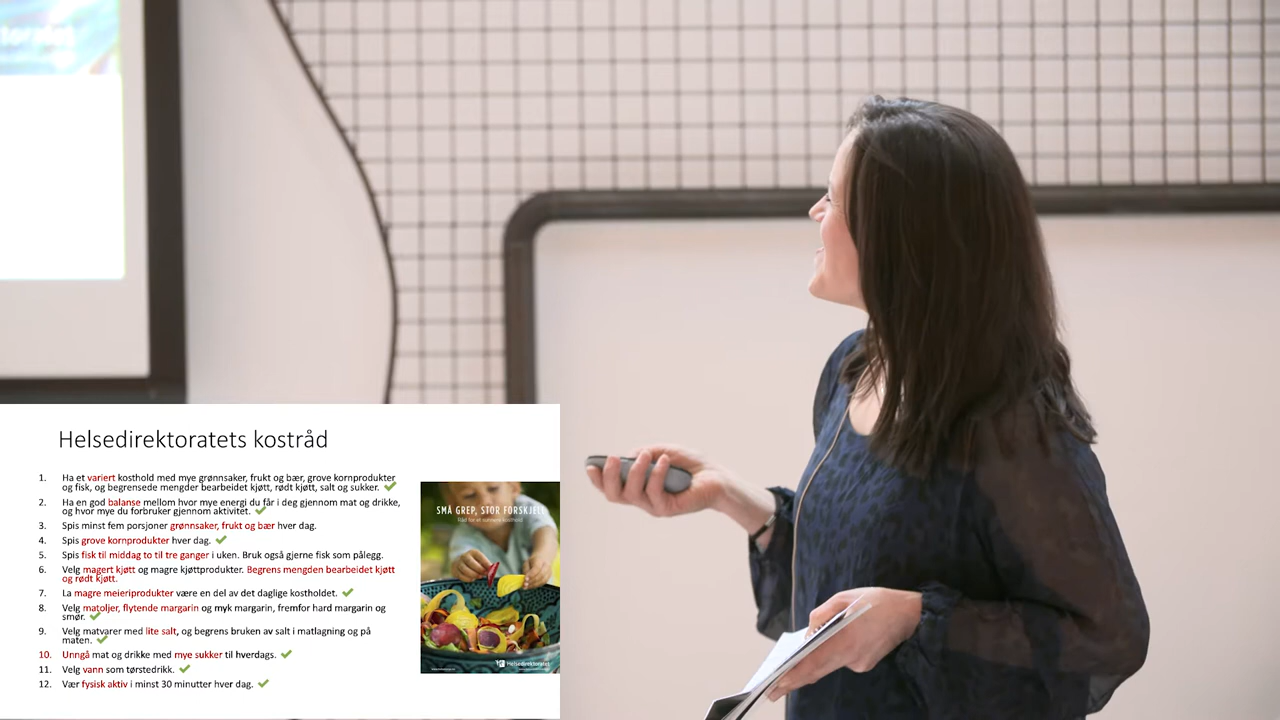 Helsedirektoratets kostråd
1. Ha et variert kosthold med mye grønnsaker, frukt og bær, grove kornprodukter
og fisk, og begrensede mengder bearbeidet kjøtt, rødt kjøtt, salt og sukker.
2. Ha en god balanse mellom hvor mye energi du får i deg gjennom mat og drikke,
og hvor mye du forbruker gjennom aktivitet.
3. Spis minst fem porsjoner grønnsaker, frukt og bær hver dag.
4. Spis grove kornprodukter hver dag.
5. Spis fisk til middag to til tre ganger i uken. Bruk også gjerne fisk som pålegg.
6. Velg magert kjøtt og magre kjøttprodukter. Begrens mengden bearbeidet kjøtt
og rødt kjøtt.
7. La magre meieriprodukter være en del av det daglige kostholdet.
8. Velg matoljer, flytende margarin og myk margarin, fremfor hard margarin og
smør.
9. Velg matvarer med lite salt, og begrens bruken av salt i matlagning og på
maten.
10. Unngå mat og drikke med mye sukker til hverdags.
11. Velg vann som tørstedrikk.
12. Vær fysisk aktiv i minst 30 minutter hver dag.
SMÅ GREP, STOR FORSKJELL
Råd for et sunnere kosthold
Helsedirektoratet